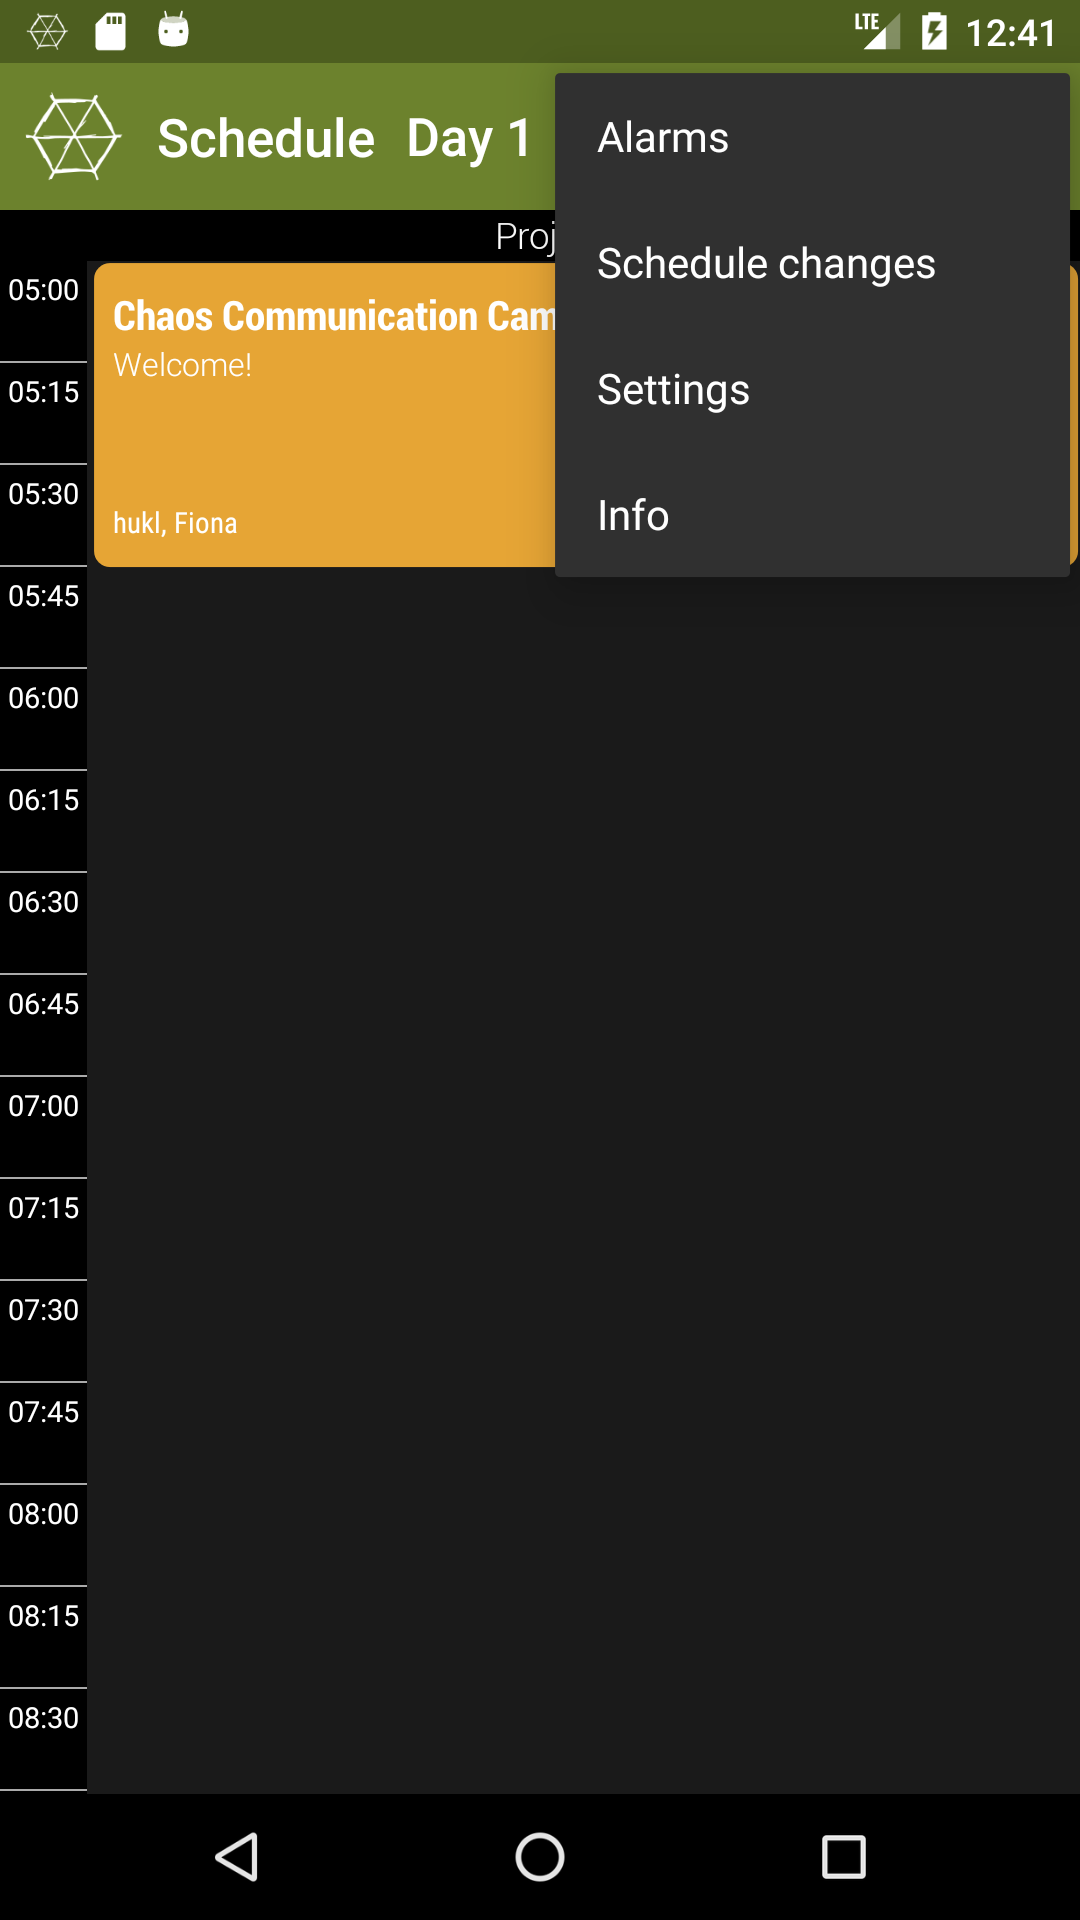 LTE 12:41
Schedule Day 1
Alarms
Schedule changes
Settings
Info
Proj
05:00
Chaos Communication Cam
Welcome!
05:15
05:30
hukl, Fiona
05:45
06:00
06:15
06:30
06:45
07:00
07:15
07:30
07:45
08:00
08:15
08:30